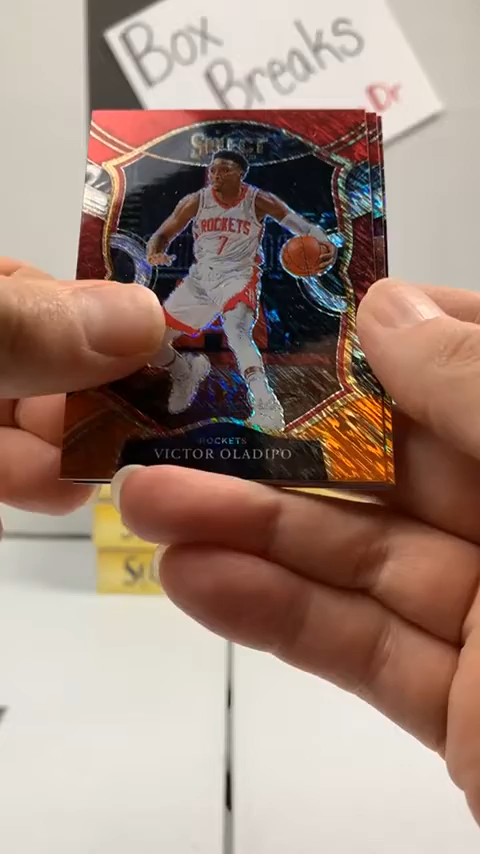 Box
Breaks
Dr
SELECT
ROCKETS
7
ROCKETS
VICTOR OLADIPO